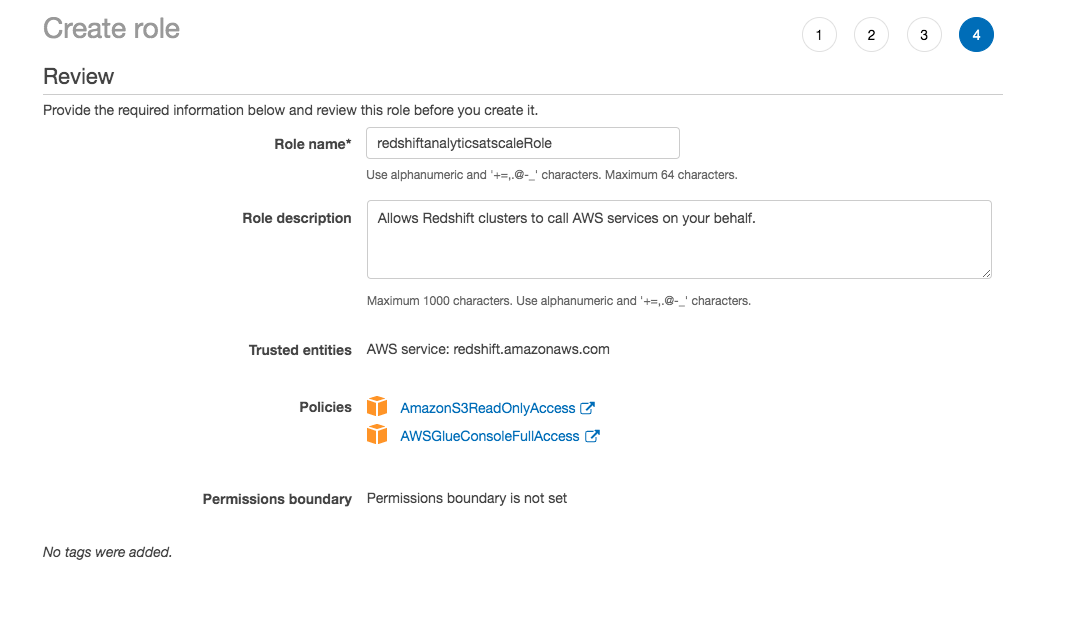 Create role
1 2 3 4
Review
Provide the required information below and review this role before you create it.
Role name* redshiftanalyticsatscaleRole
Use alphanumeric and '+=,.@-_' characters. Maximum 64 characters.
Role description Allows Redshift clusters to call AWS services on your behalf.
Maximum 1000 characters. Use alphanumeric and '+=,.@-_' characters.
Trusted entities AWS service: redshift.amazonaws.com
Policies AmazonS3ReadOnlyAccess
AWSGlueConsoleFullAccess
Permissions boundary Permissions boundary is not set
No tags were added.